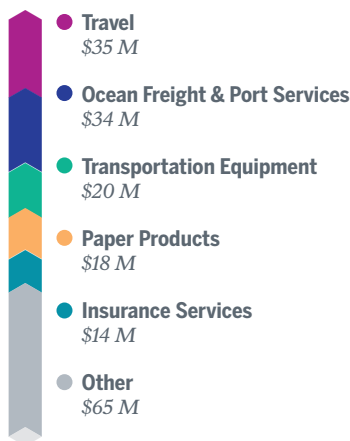 Travel
$35 M
Ocean Freight & Port Services
$34 M
Transportation Equipment
$20 M
Paper Products
$18 M
Insurance Services
$14 M
Other
$65 M